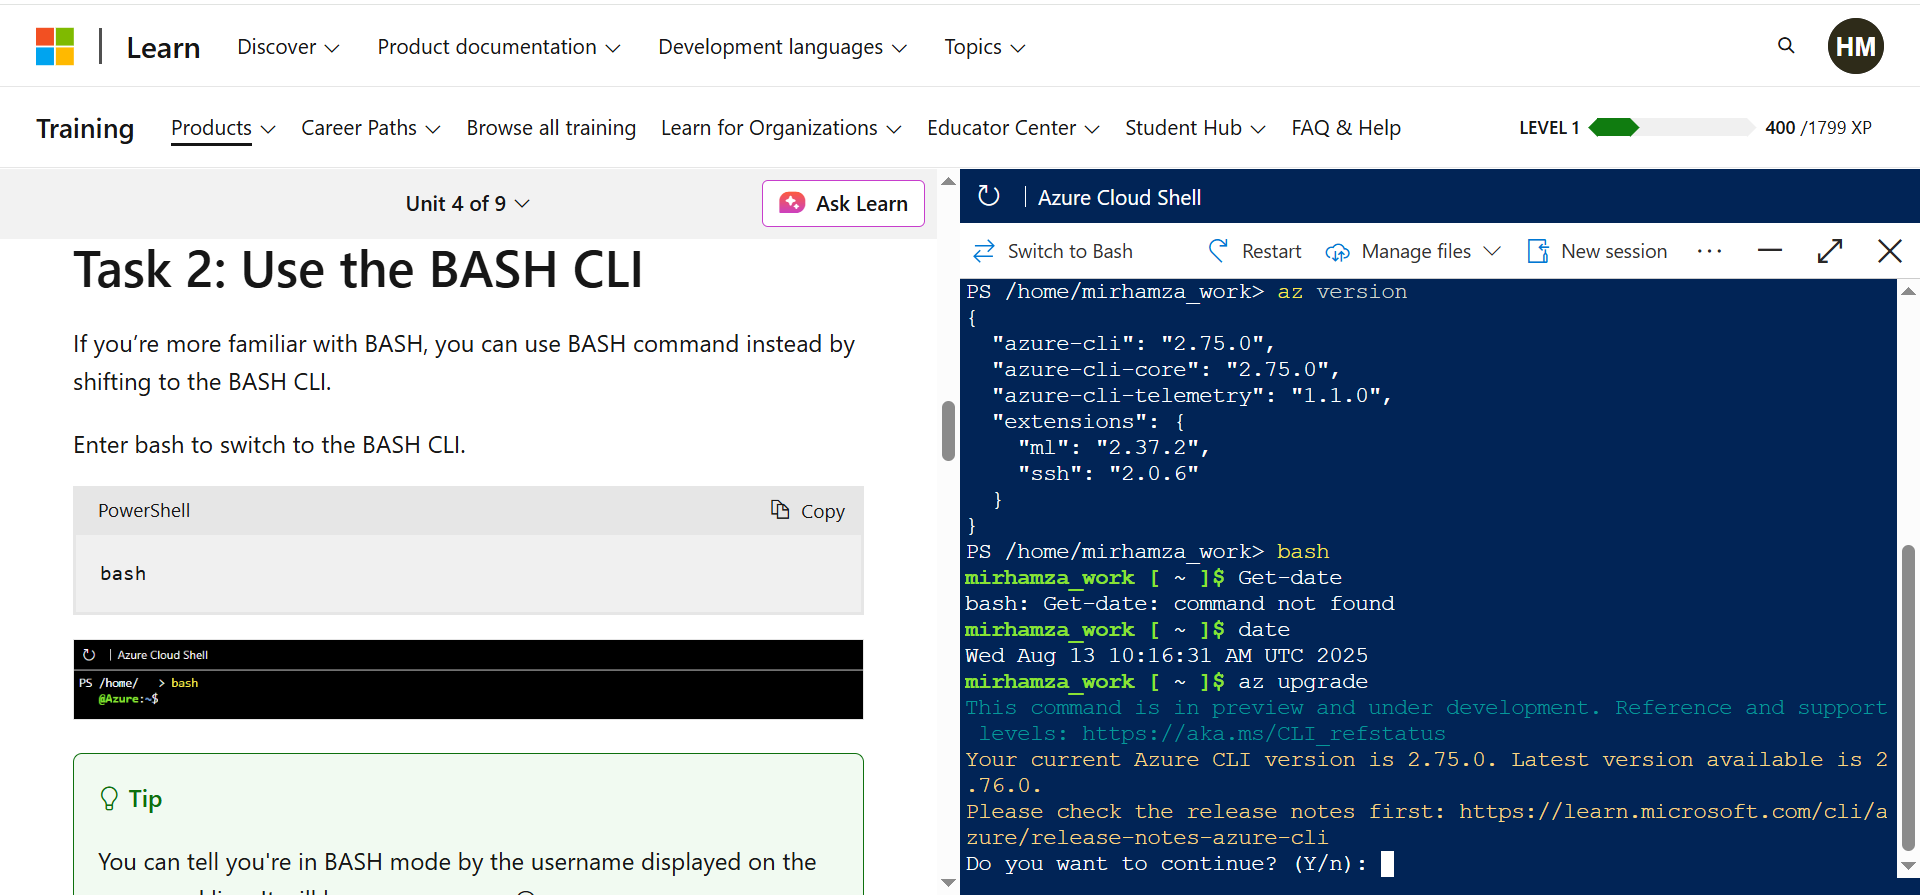 Learn
Discover
Product documentation
Development languages
Topics
HM
Training
Products
Career Paths
Browse all training
Learn for Organizations
Educator Center
Student Hub
FAQ & Help
LEVEL 1
400 /1799 XP
Unit 4 of 9
Ask Learn
Task 2: Use the BASH CLI
If you’re more familiar with BASH, you can use BASH command instead by
shifting to the BASH CLI.
Enter bash to switch to the BASH CLI.
PowerShell
Copy
bash
Azure Cloud Shell
PS /home/ > bash
@Azure:~$
Tip
You can tell you're in BASH mode by the username displayed on the
Azure Cloud Shell
Switch to Bash
Restart
Manage files
New session
PS /home/mirhamza_work> az version
{
"azure-cli": "2.75.0",
"azure-cli-core": "2.75.0",
"azure-cli-telemetry": "1.1.0",
"extensions": {
"ml": "2.37.2",
"ssh": "2.0.6"
}
}
PS /home/mirhamza_work> bash
mirhamza_work [ ~ ]$ Get-date
bash: Get-date: command not found
mirhamza_work [ ~ ]$ date
Wed Aug 13 10:16:31 AM UTC 2025
mirhamza_work [ ~ ]$ az upgrade
This command is in preview and under development. Reference and support
levels: https://aka.ms/CLI_refstatus
Your current Azure CLI version is 2.75.0. Latest version available is 2
.76.0.
Please check the release notes first: https://learn.microsoft.com/cli/a
zure/release-notes-azure-cli
Do you want to continue? (Y/n):